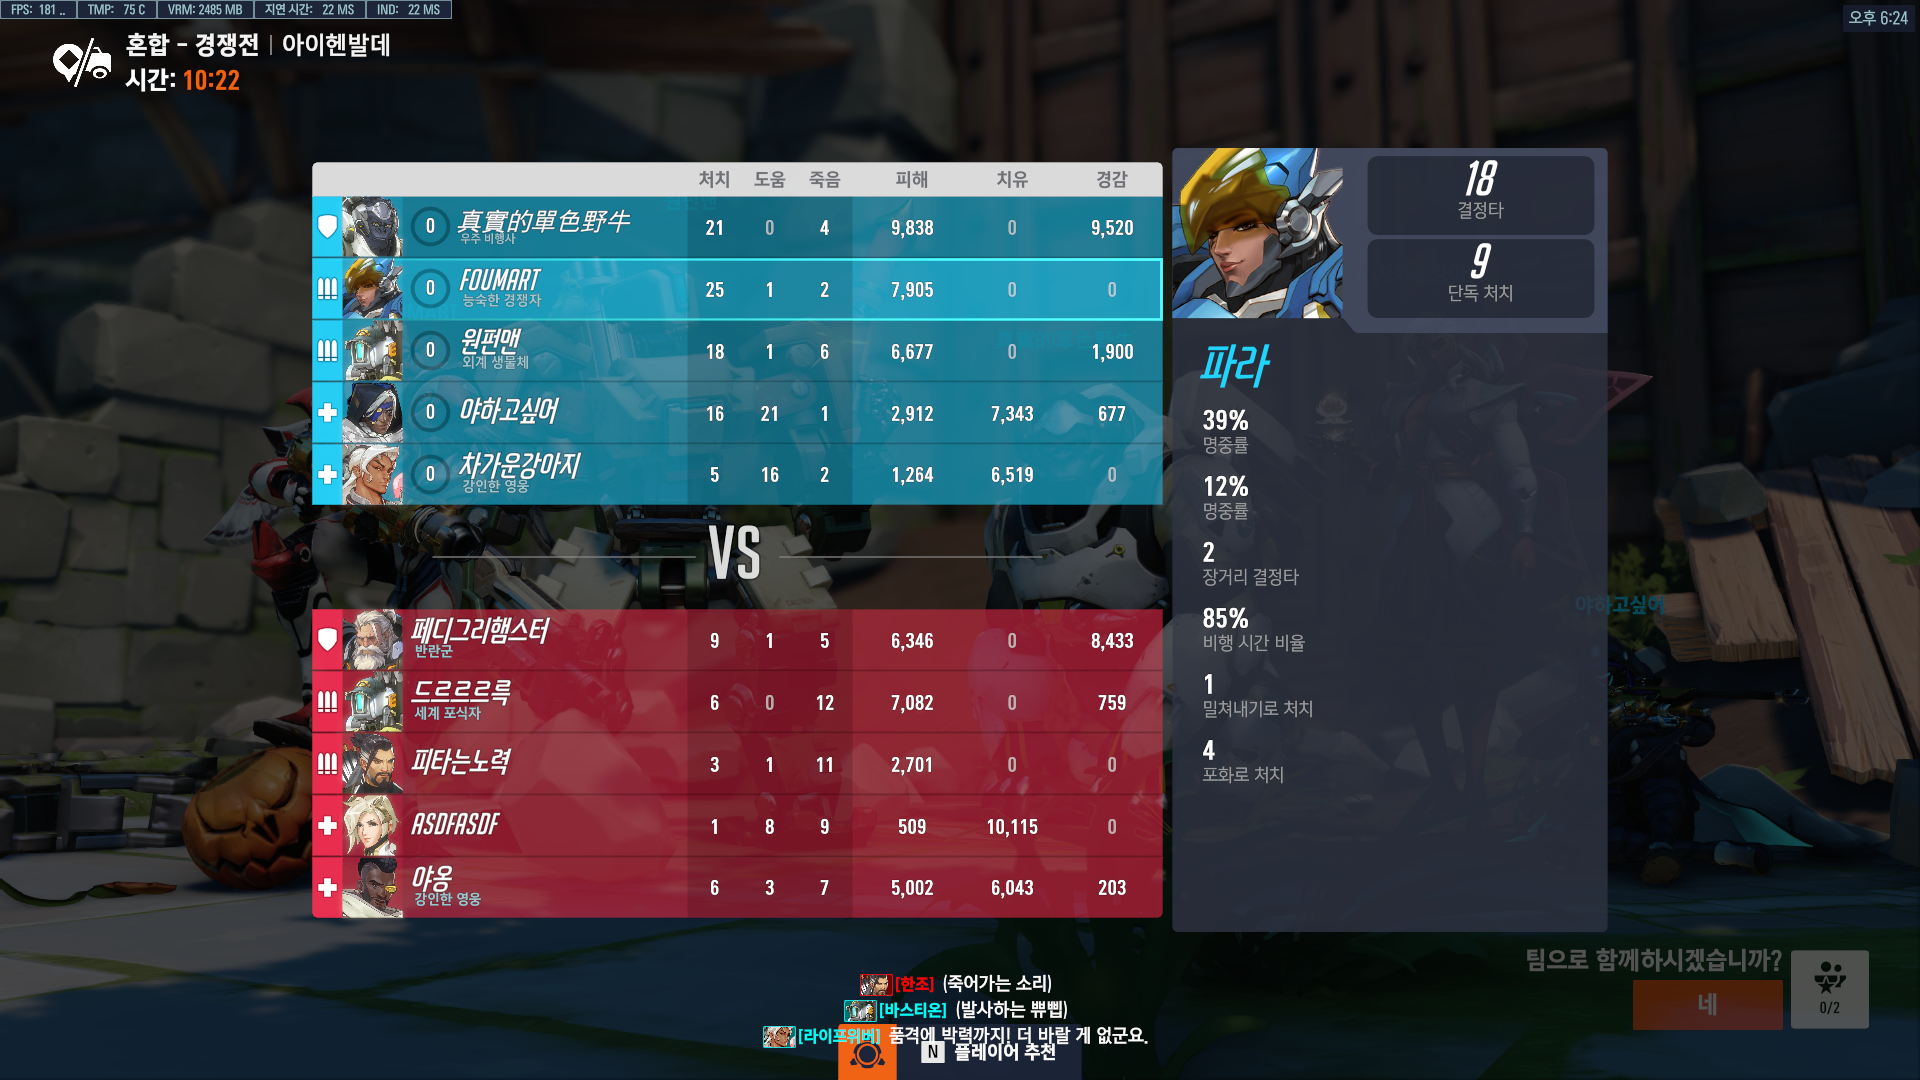 FPS: 181 .. TMP: 75 C VRM: 2485 MB 지연 시간: 22 MS IND: 22 MS
오후 6:24
혼합 - 경쟁전 | 아이헨발데
시간: 10:22
처치 도움 죽음 피해 치유 경감
0 真實的單色野牛 21 0 4 9,838 0 9,520
우주 비행사
0 FOUMART 25 1 2 7,905 0 0
능숙한 경쟁자
0 원펀맨 18 1 6 6,677 0 1,900
외계 생물체
0 야하고싶어 16 21 1 2,912 7,343 677
0 차가운강아지 5 16 2 1,264 6,519 0
강인한 영웅
VS
페디그리햄스터 9 1 5 6,346 0 8,433
반란군
드르르르륵 6 0 12 7,082 0 759
세계 포식자
피타는노력 3 1 11 2,701 0 0
ASDFASDF 1 8 9 509 10,115 0
야옹 6 3 7 5,002 6,043 203
강인한 영웅
18
결정타
9
단독 처치
파라
39%
명중률
12%
명중률
2
장거리 결정타
85%
비행 시간 비율
1
밀쳐내기로 처치
4
포화로 처치
야하고싶어
팀으로 함께하시겠습니까?
네
0/2
[한조] (죽어가는 소리)
[바스티온] (발사하는 쀼삡)
[라이프위버] 품격에 박력까지! 더 바랄 게 없군요.
N 플레이어 추천